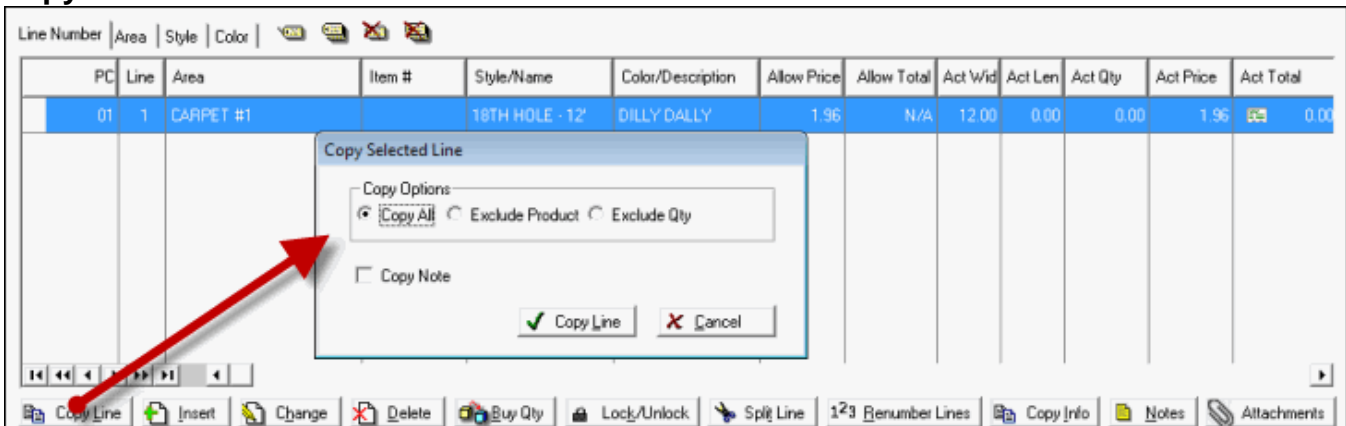 Line Number Area Style Color
PC Line Area Item # Style/Name Color/Description Allow Price Allow Total Act Wid Act Len Act Qty Act Price Act Total
01 1 CARPET #1 18TH HOLE - 12' DILLY DALLY 1.96 N/A 12.00 0.00 0.00 1.96 0.00
Copy Selected Line
Copy Options
Copy All Exclude Product Exclude Qty
Copy Note
Copy Line Cancel
Copy Line Insert Change Delete Buy Qty Lock/Unlock Split Line 123 Renumber Lines Copy Info Notes Attachments